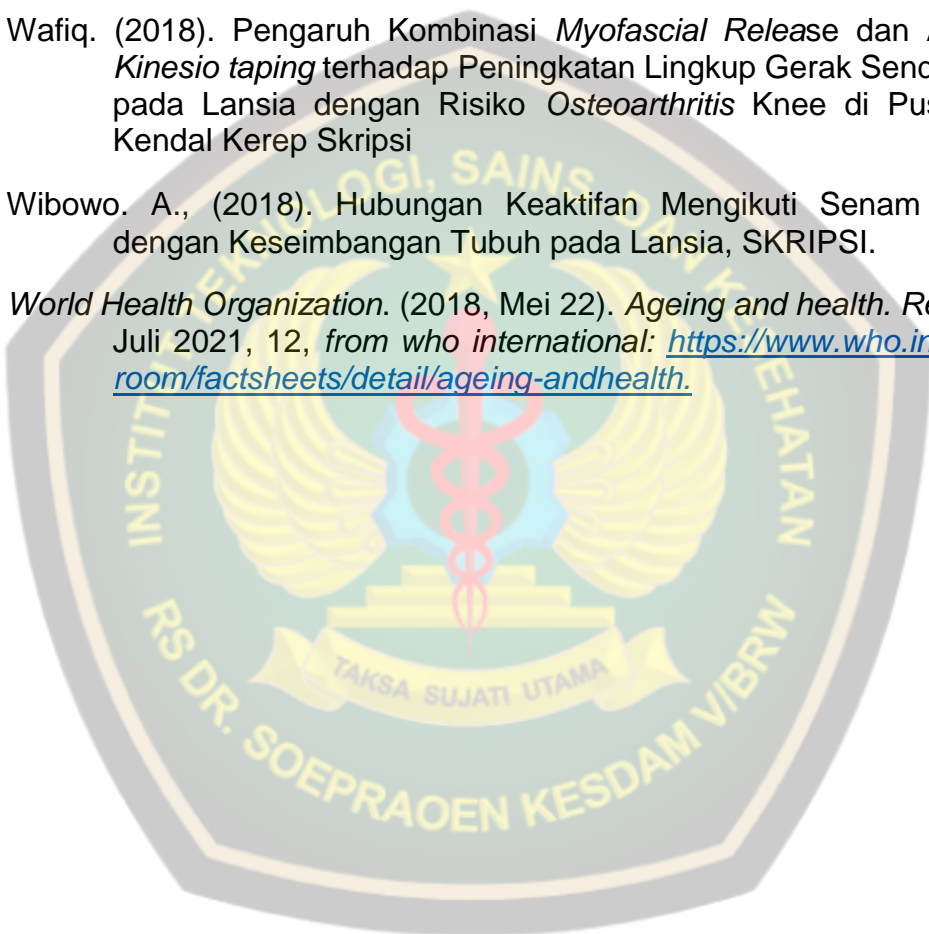 Wafiq. (2018). Pengaruh Kombinasi Myofascial Release dan
Kinesio taping terhadap Peningkatan Lingkup Gerak
pada Lansia dengan Risiko Osteoarthritis Knee di
Kendal Kerep Skripsi
Wibowo. A., (2018). Hubungan Keaktifan Mengikuti Senam
dengan Keseimbangan Tubuh pada Lansia, SKRIPSI.
World Health Organization. (2018, Mei 22). Ageing and health.
Juli 2021, 12, from who international: https://www.who.in
room/factsheets/detail/ageing-andhealth.
INSTITUT TEKNOLOGI, SAINS DAN KESEHATAN
TAKSA SUJATI UTAMA
RS DR. SOEPRAOEN KESDAM V/BRW